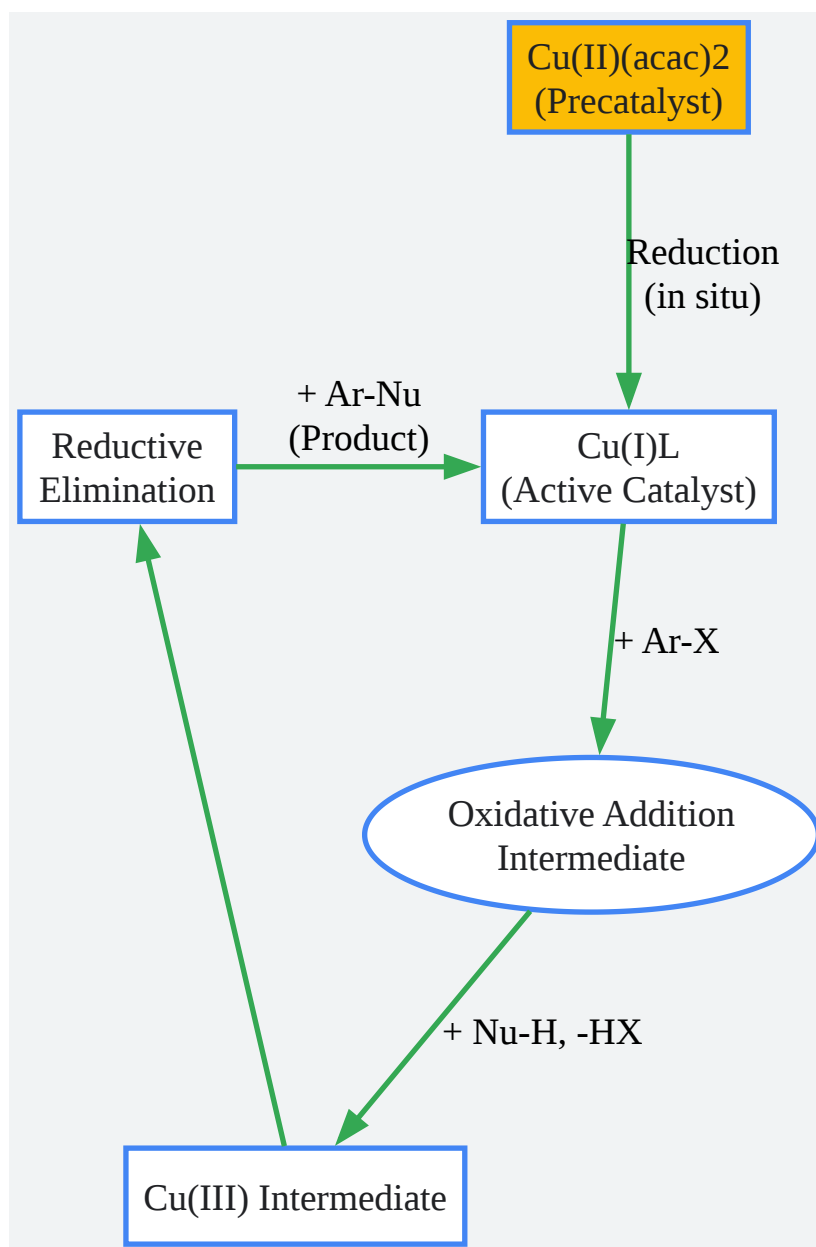 Cu(II)(acac)2
(Precatalyst)
Reduction
(in situ)
+ Ar-Nu
(Product)
Reductive
Elimination
Cu(I)L
(Active Catalyst)
+ Ar-X
Oxidative Addition
Intermediate
+ Nu-H, -HX
Cu(III) Intermediate